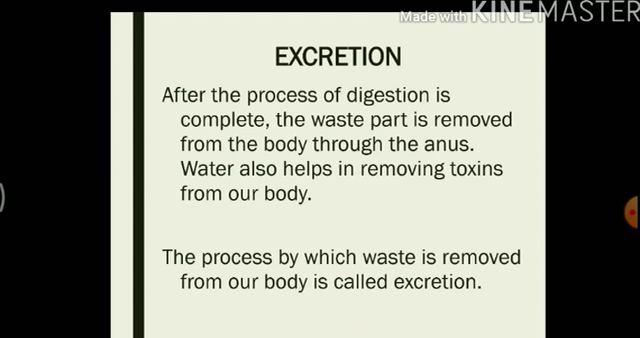 Made with KINEMASTER
EXCRETION
After the process of digestion is
complete, the waste part is removed
from the body through the anus.
Water also helps in removing toxins
from our body.
The process by which waste is removed
from our body is called excretion.